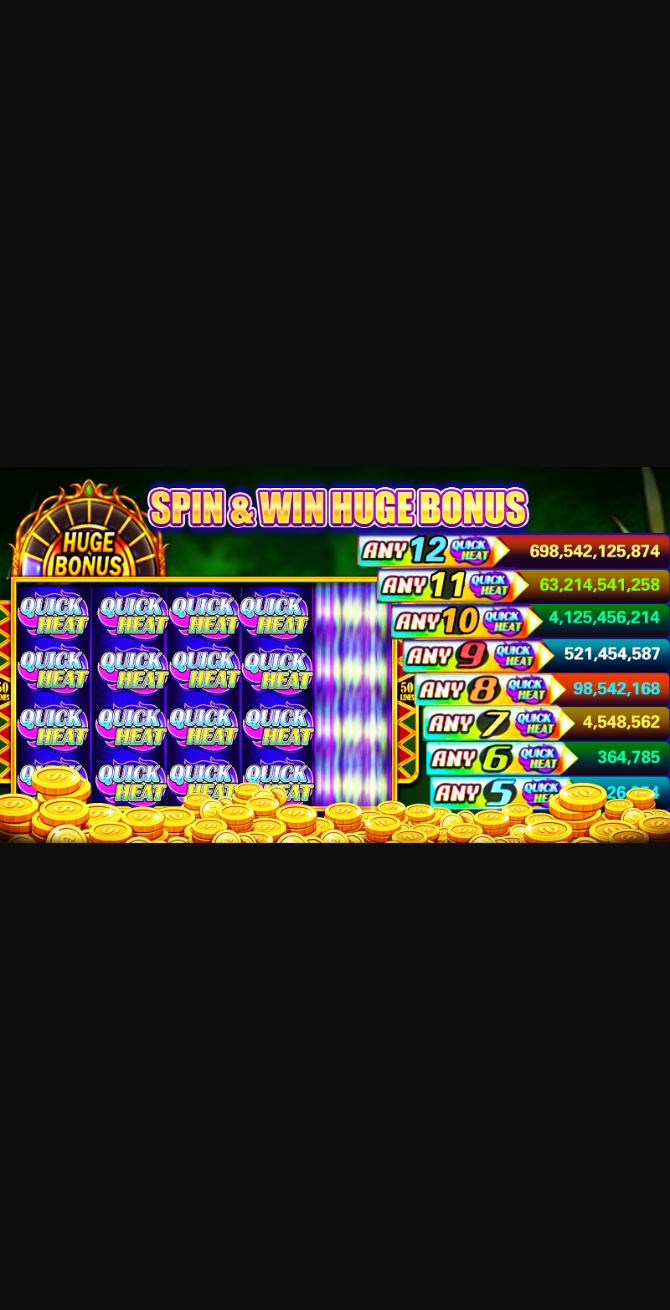 SPIN & WIN HUGE BONUS
HUGE
BONUS
ANY 12 QUICK HEAT 698,542,125,874
ANY 11 QUICK HEAT 63,214,541,258
ANY 10 QUICK HEAT 4,125,456,214
ANY 9 QUICK HEAT 521,454,587
ANY 8 QUICK HEAT 98,542,168
ANY 7 QUICK HEAT 4,548,562
ANY 6 QUICK HEAT 364,785
ANY 5 QUICK HEAT
QUICK HEAT QUICK HEAT QUICK HEAT QUICK HEAT
QUICK HEAT QUICK HEAT QUICK HEAT QUICK HEAT
QUICK HEAT QUICK HEAT QUICK HEAT QUICK HEAT
QUICK HEAT QUICK HEAT QUICK HEAT QUICK HEAT
50
LINES